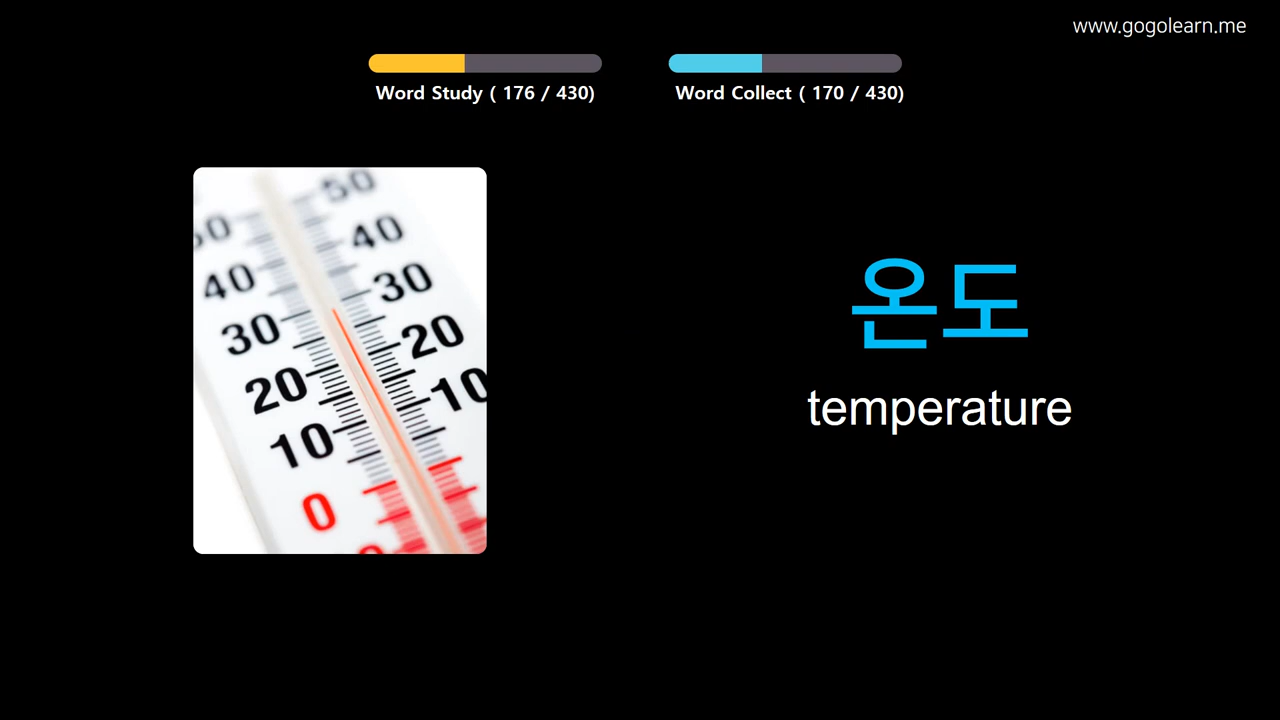 www.gogolearn.me
Word Study ( 176 / 430)
Word Collect ( 170 / 430)
50
40
40
30
30
20
20
10
10
0
온도
temperature